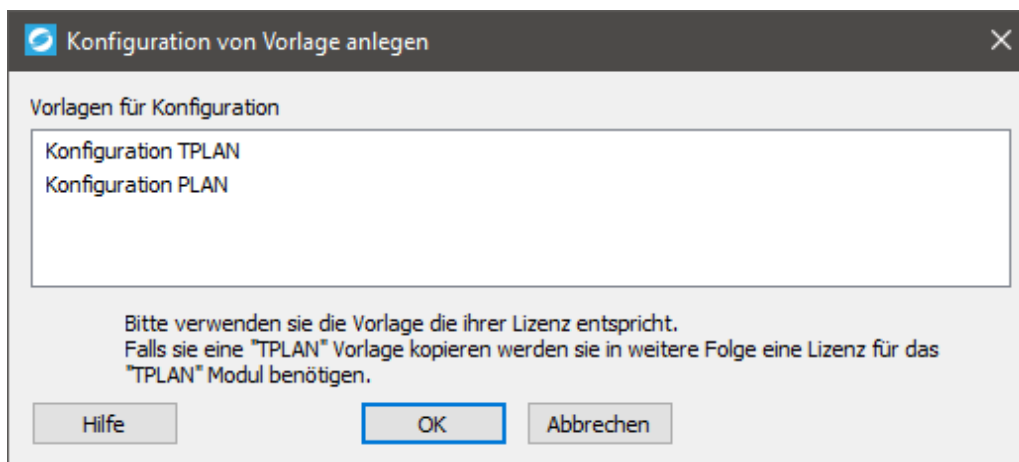 Konfiguration von Vorlage anlegen
Vorlagen für Konfiguration
Konfiguration TPLAN
Konfiguration PLAN
Bitte verwenden sie die Vorlage die ihrer Lizenz entspricht.
Falls sie eine "TPLAN" Vorlage kopieren werden sie in weitere Folge eine Lizenz für das
"TPLAN" Modul benötigen.
Hilfe OK Abbrechen